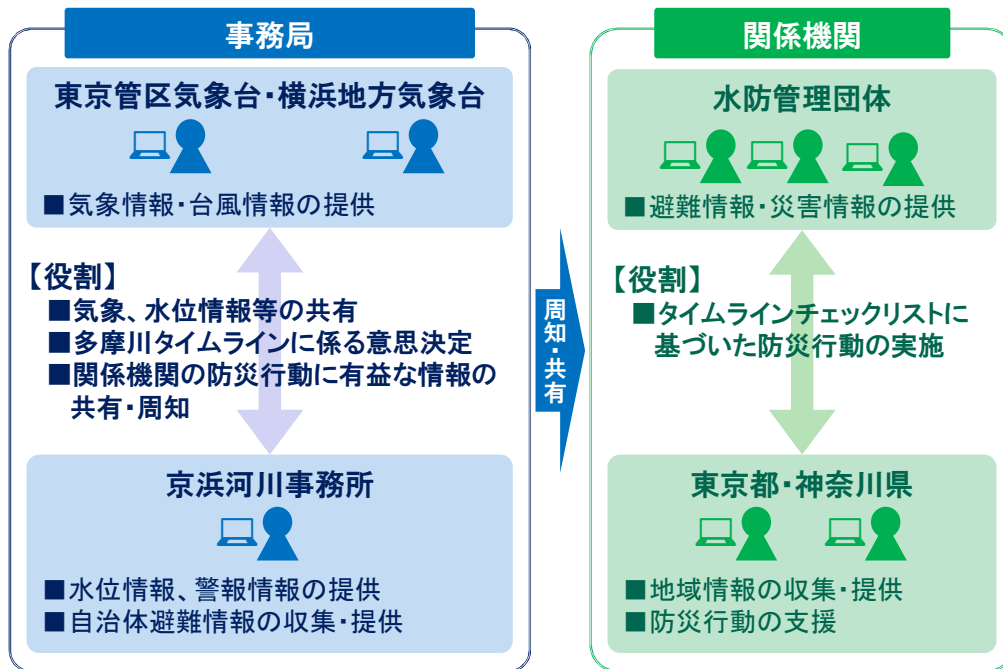 事務局
東京管区気象台・横浜地方気象台
■気象情報・台風情報の提供
【役割】
■気象、水位情報等の共有
■多摩川タイムラインに係る意思決定
■関係機関の防災行動に有益な情報の
共有・周知
京浜河川事務所
■水位情報、警報情報の提供
■自治体避難情報の収集・提供
周知・共有
関係機関
水防管理団体
■避難情報・災害情報の提供
【役割】
■タイムラインチェックリストに
基づいた防災行動の実施
東京都・神奈川県
■地域情報の収集・提供
■防災行動の支援